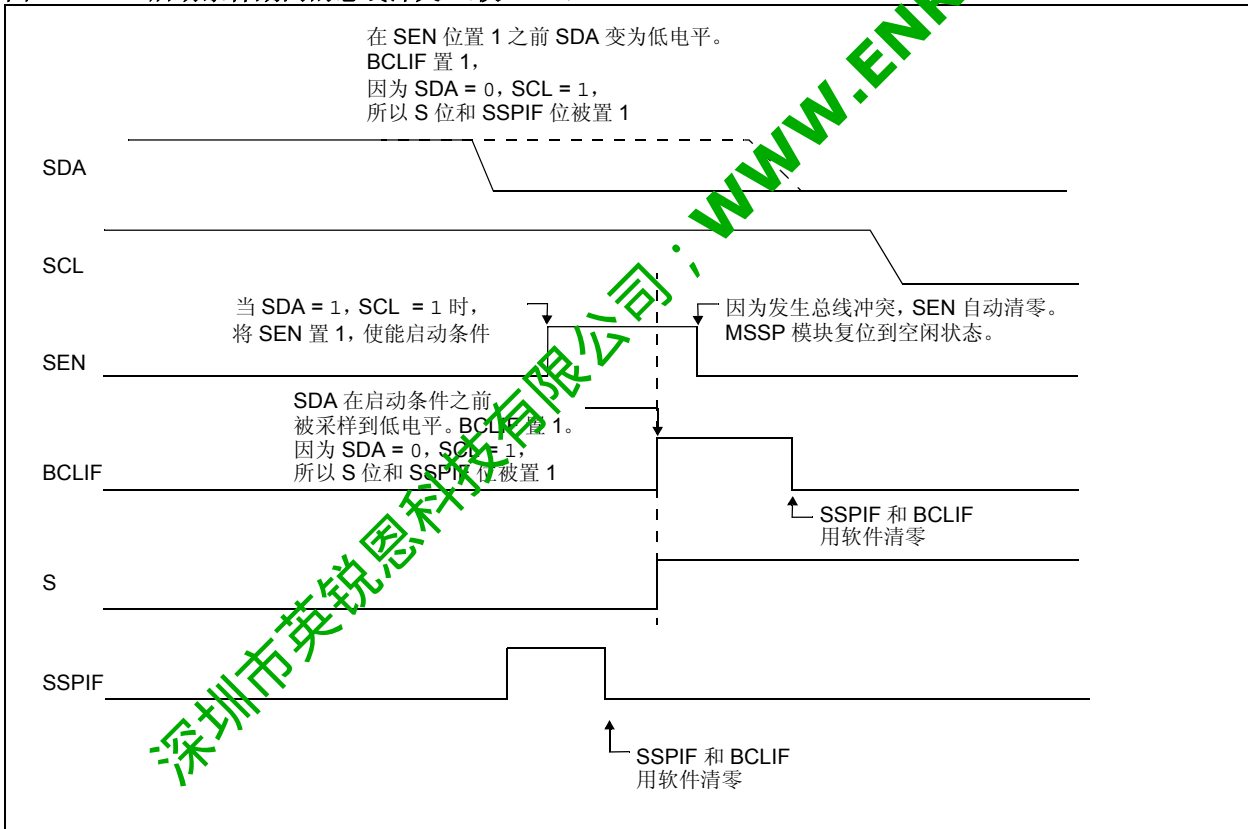 在 SEN 位置 1 之前 SDA 变为低电平。
BCLIF 置 1，
因为 SDA = 0，SCL = 1，
所以 S 位和 SSPIF 位被置 1
SDA
SCL
当 SDA = 1，SCL = 1 时，
将 SEN 置 1，使能启动条件
因为发生总线冲突，SEN 自动清零。
MSSP 模块复位到空闲状态。
SEN
SDA 在启动条件之前
被采样到低电平。BCLIF 置 1。
因为 SDA = 0，SCL = 1，
所以 S 位和 SSPIF 位被置 1
BCLIF
SSPIF 和 BCLIF
用软件清零
S
SSPIF
SSPIF 和 BCLIF
用软件清零
深圳市英锐恩科技有限公司；WWW.ENR